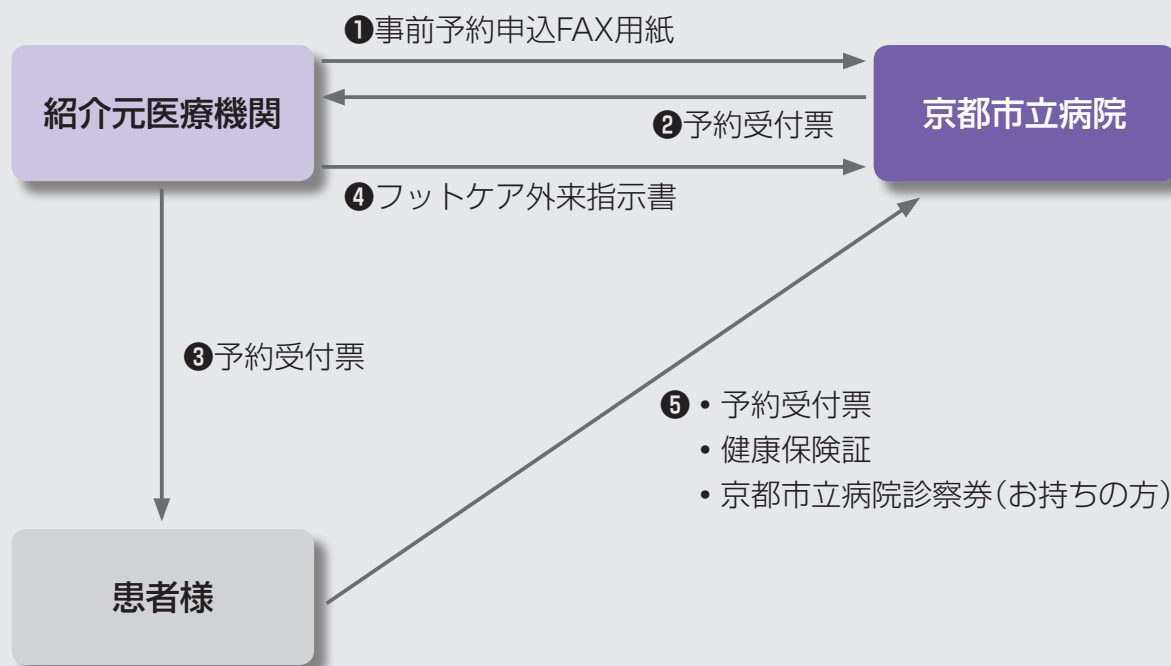 ❶事前予約申込FAX用紙
紹介元医療機関
京都市立病院
❷予約受付票
❹フットケア外来指示書
❸予約受付票
❺・予約受付票
・健康保険証
・京都市立病院診察券(お持ちの方)
患者様